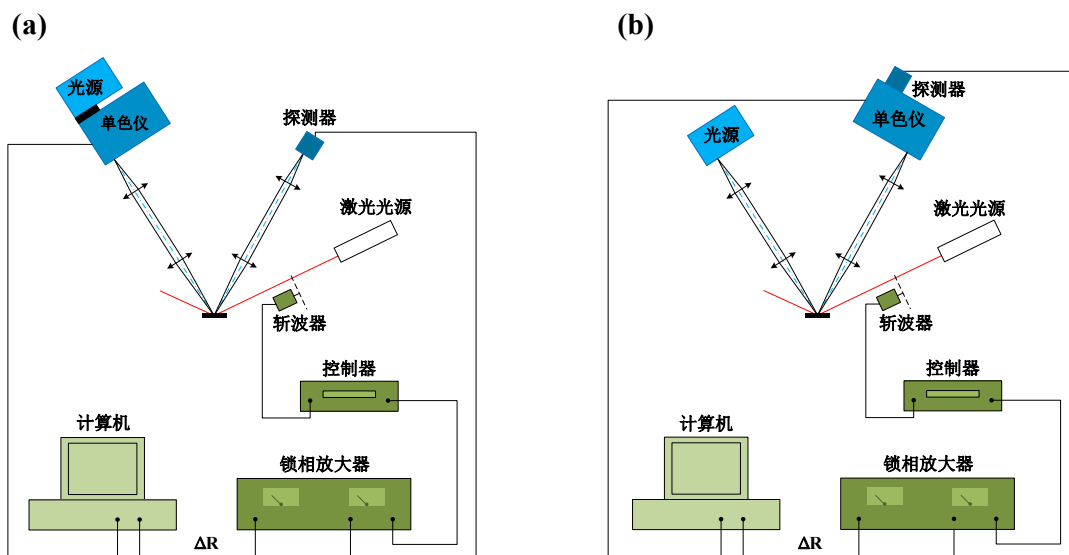 (a)
光源
单色仪
探测器
激光光源
斩波器
控制器
计算机
锁相放大器
ΔR
(b)
探测器
单色仪
光源
激光光源
斩波器
控制器
计算机
锁相放大器
ΔR